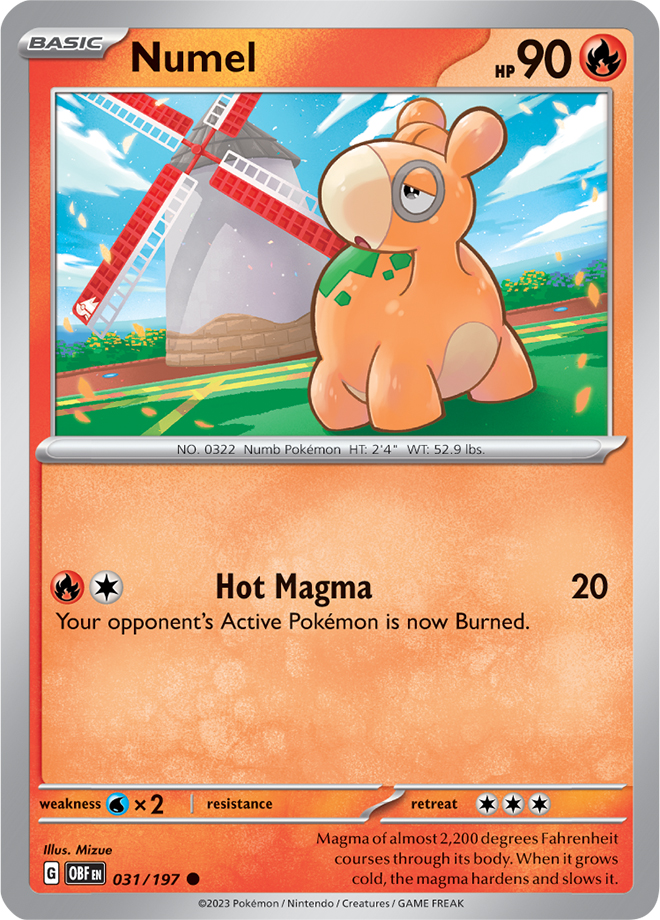 BASIC Numel HP 90
NO. 0322 Numb Pokémon HT: 2'4" WT: 52.9 lbs.
Hot Magma 20
Your opponent's Active Pokémon is now Burned.
weakness ×2 resistance retreat
Illus. Mizue
Magma of almost 2,200 degrees Fahrenheit
courses through its body. When it grows
cold, the magma hardens and slows it.
G OBF EN 031/197
©2023 Pokémon / Nintendo / Creatures / GAME FREAK